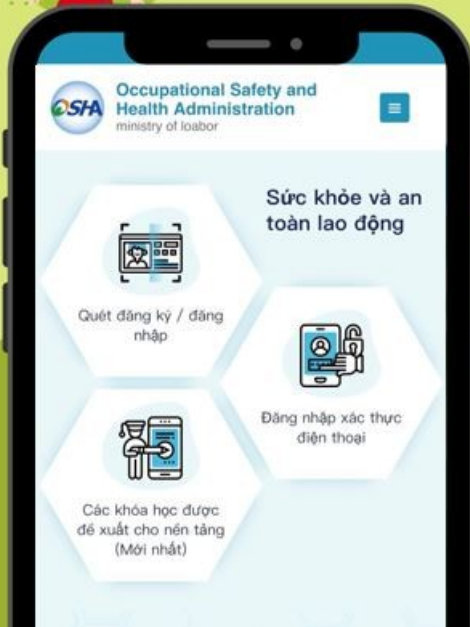 OSHA
Occupational Safety and
Health Administration
ministry of loabor
Sức khỏe và an
toàn lao động
Quét đăng ký / đăng
nhập
Đăng nhập xác thực
điện thoại
Các khóa học được
đề xuất cho nền tảng
(Mới nhất)